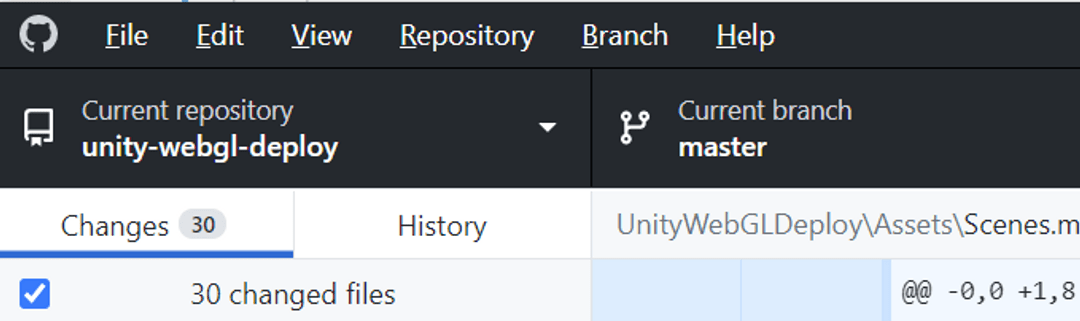 File Edit View Repository Branch Help
Current repository
unity-webgl-deploy
Current branch
master
Changes 30
History
UnityWebGLDeploy\Assets\Scenes.m
30 changed files
@@ -0,0 +1,8